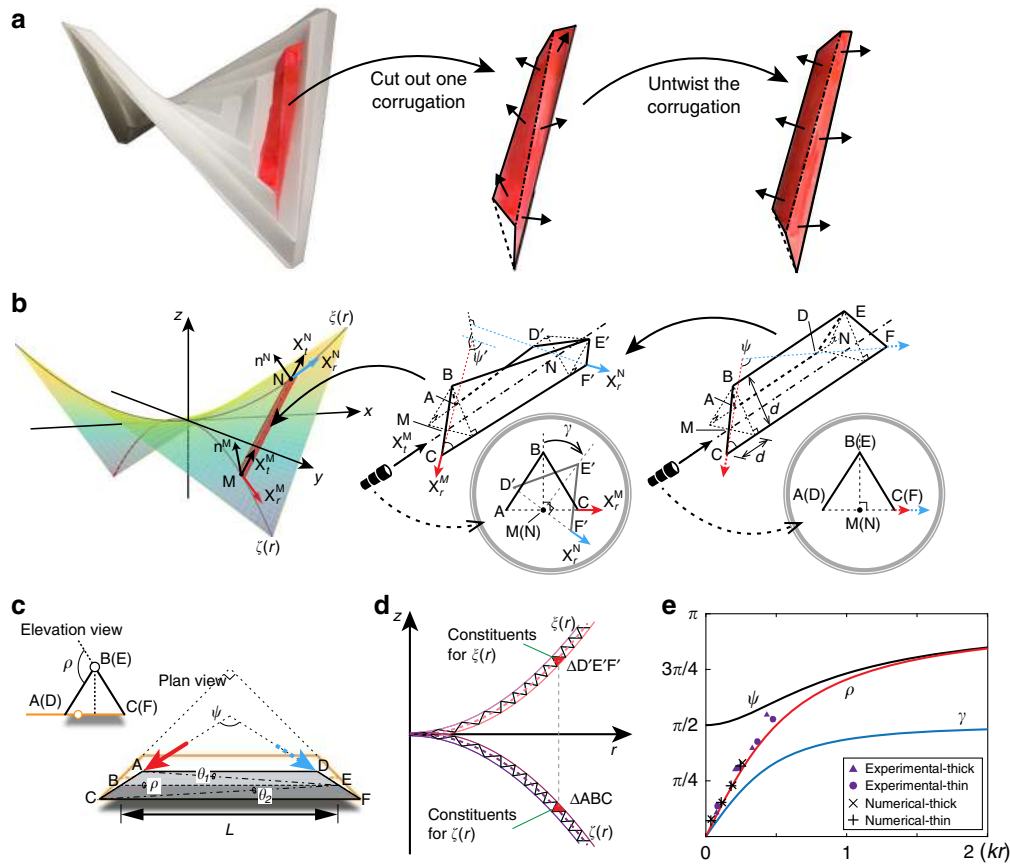 a
Cut out one
corrugation
Untwist the
corrugation
b
z
ξ(r)
n^N
X_t^N
N
X_r^N
x
n^M
X_t^M
M
X_r^M
y
ζ(r)
ψ′
D′
E′
N
B
F′
X_r^N
A
M
X_t^M
C
X_r^M
γ
B
E′
D′
A
C
X_r^M
F′
M(N)
X_r^N
E
D
ψ
N
F
B
A
d
M
C
d
B(E)
A(D)
C(F)
M(N)
c
Elevation view
ρ
B(E)
Plan view
A(D)
C(F)
ψ
A
D
θ_1
B
ρ
E
θ_2
C
F
L
d
z
ξ(r)
Constituents
for ξ(r)
ΔD′E′F′
r
ΔABC
Constituents
for ζ(r)
ζ(r)
e
π
3π/4
ψ
ρ
π/2
γ
π/4
Experimental-thick
Experimental-thin
Numerical-thick
Numerical-thin
0
1
2 (kr)